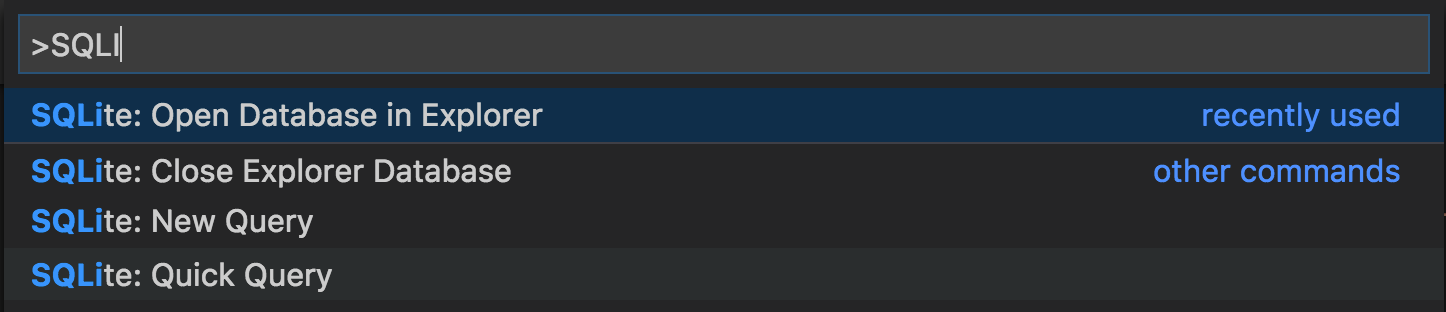 >SQLI
SQLite: Open Database in Explorer recently used
SQLite: Close Explorer Database other commands
SQLite: New Query
SQLite: Quick Query